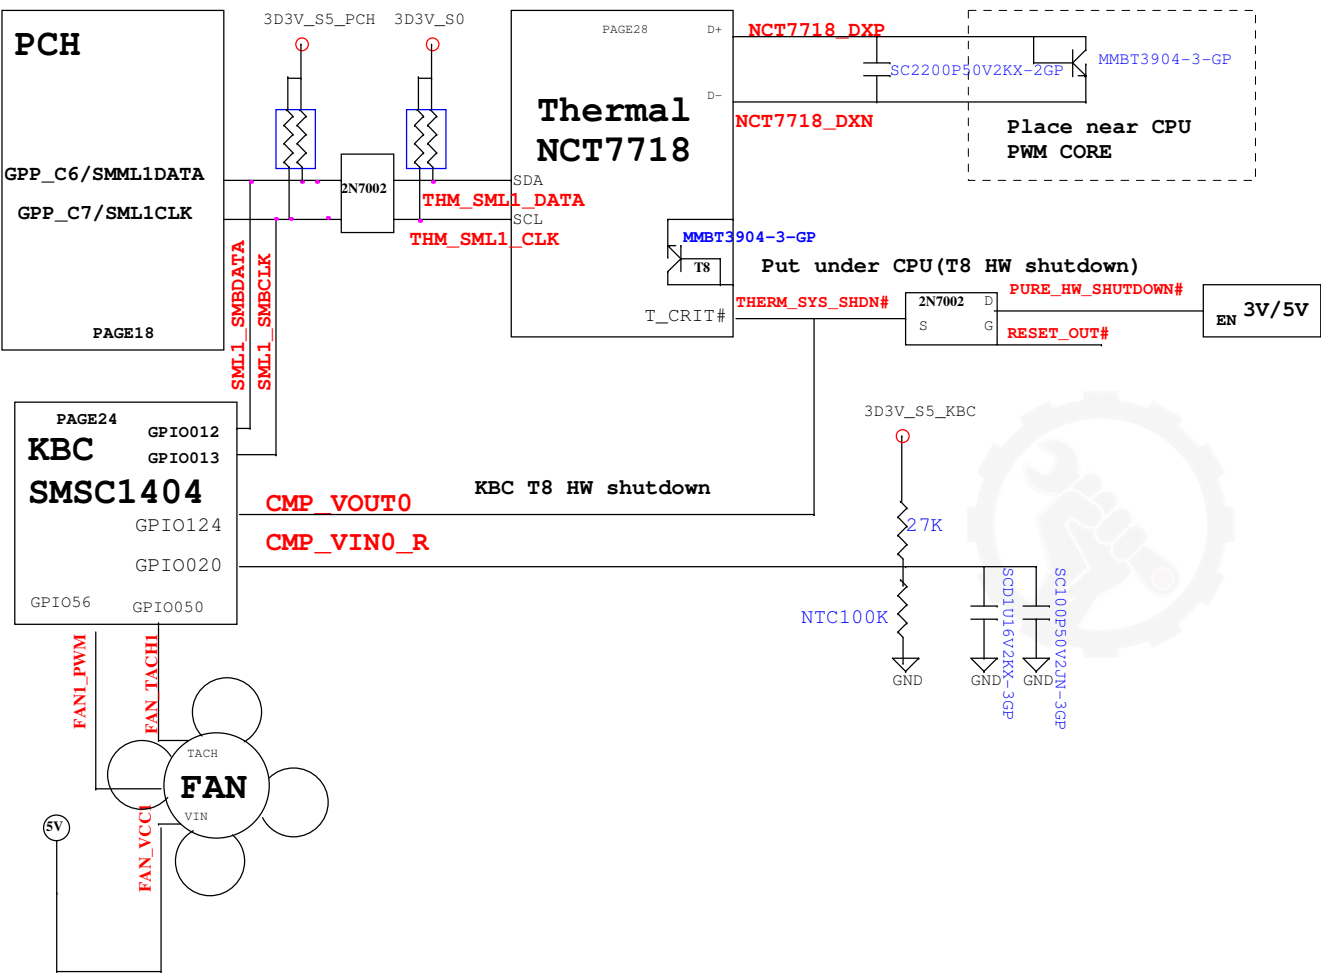 3D3V_S5_PCH
3D3V_S0
PCH
GPP_C6/SMML1DATA
GPP_C7/SML1CLK
PAGE18
2N7002
PAGE28
D+
D-
Thermal
NCT7718
SDA
SCL
THM_SML1_DATA
THM_SML1_CLK
NCT7718_DXP
NCT7718_DXN
SC2200P50V2KX-2GP
MMBT3904-3-GP
Place near CPU
PWM CORE
MMBT3904-3-GP
T8
Put under CPU(T8 HW shutdown)
T_CRIT#
THERM_SYS_SHDN#
2N7002
D
S
G
PURE_HW_SHUTDOWN#
RESET_OUT#
EN 3V/5V
SML1_SMBDATA
SML1_SMBCLK
PAGE24
KBC
SMSC1404
GPIO012
GPIO013
GPIO124
GPIO020
GPIO56
GPIO050
CMP_VOUT0
CMP_VIN0_R
KBC T8 HW shutdown
3D3V_S5_KBC
27K
NTC100K
GND
GND
GND
SCD1U16V2KX-3GP
SC100P50V2JN-3GP
FAN1_PWM
FAN_TACH1
TACH
FAN
VIN
FAN_VCC1
5V